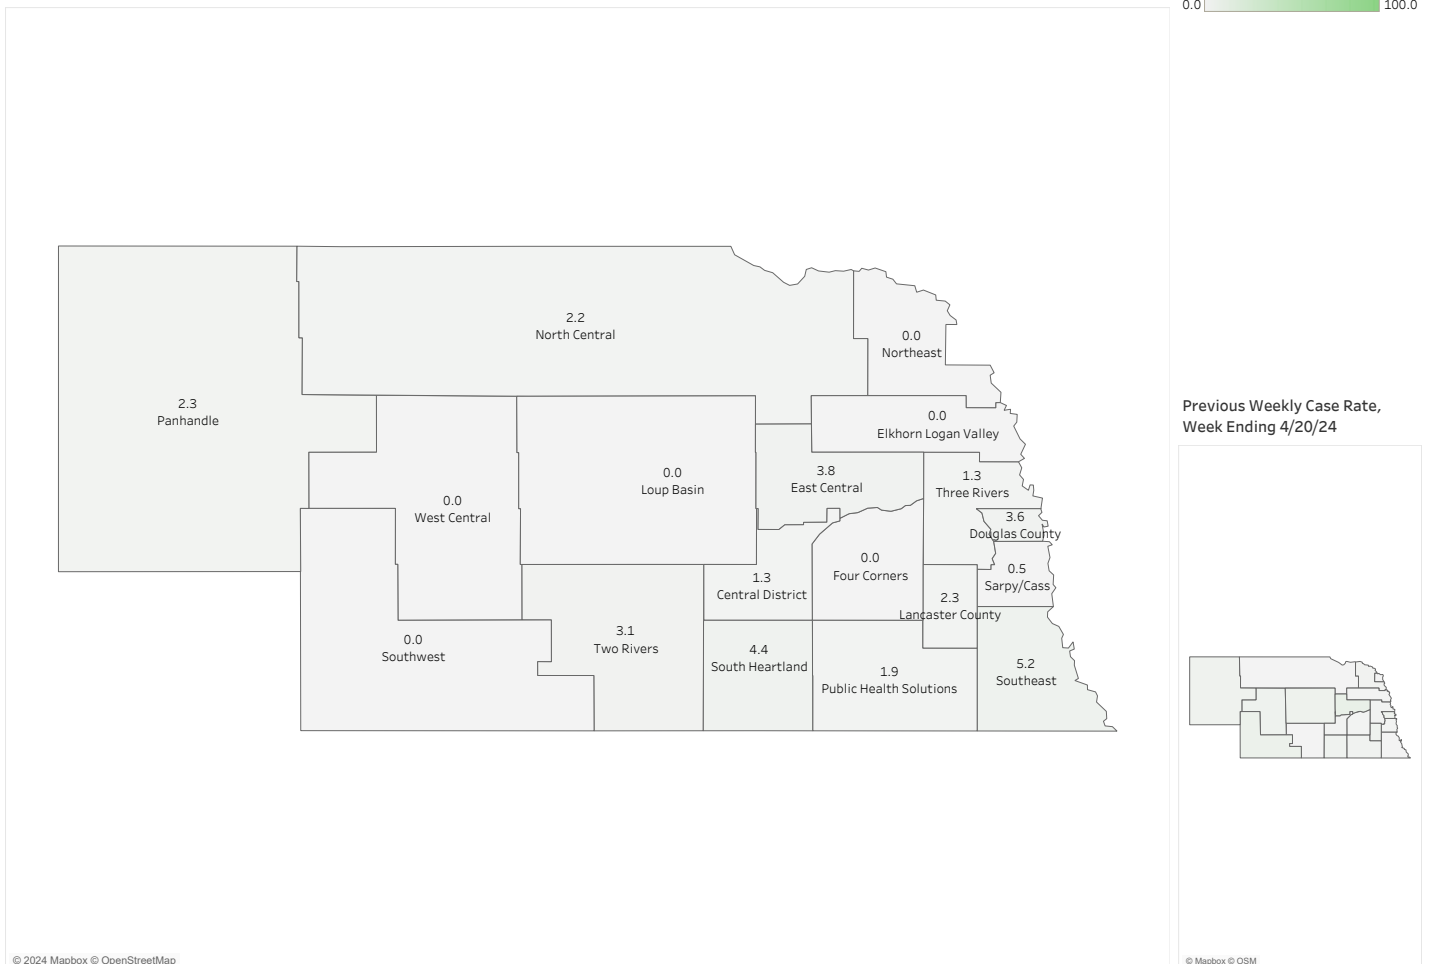 0.0
100.0
2.2
North Central
0.0
Northeast
2.3
Panhandle
0.0
Elkhorn Logan Valley
0.0
Loup Basin
3.8
East Central
1.3
Three Rivers
0.0
West Central
3.6
Douglas County
0.0
Four Corners
0.5
Sarpy/Cass
1.3
Central District
2.3
Lancaster County
0.0
Southwest
3.1
Two Rivers
4.4
South Heartland
1.9
Public Health Solutions
5.2
Southeast
Previous Weekly Case Rate,
Week Ending 4/20/24
© 2024 Mapbox © OpenStreetMap
© Mapbox © OSM